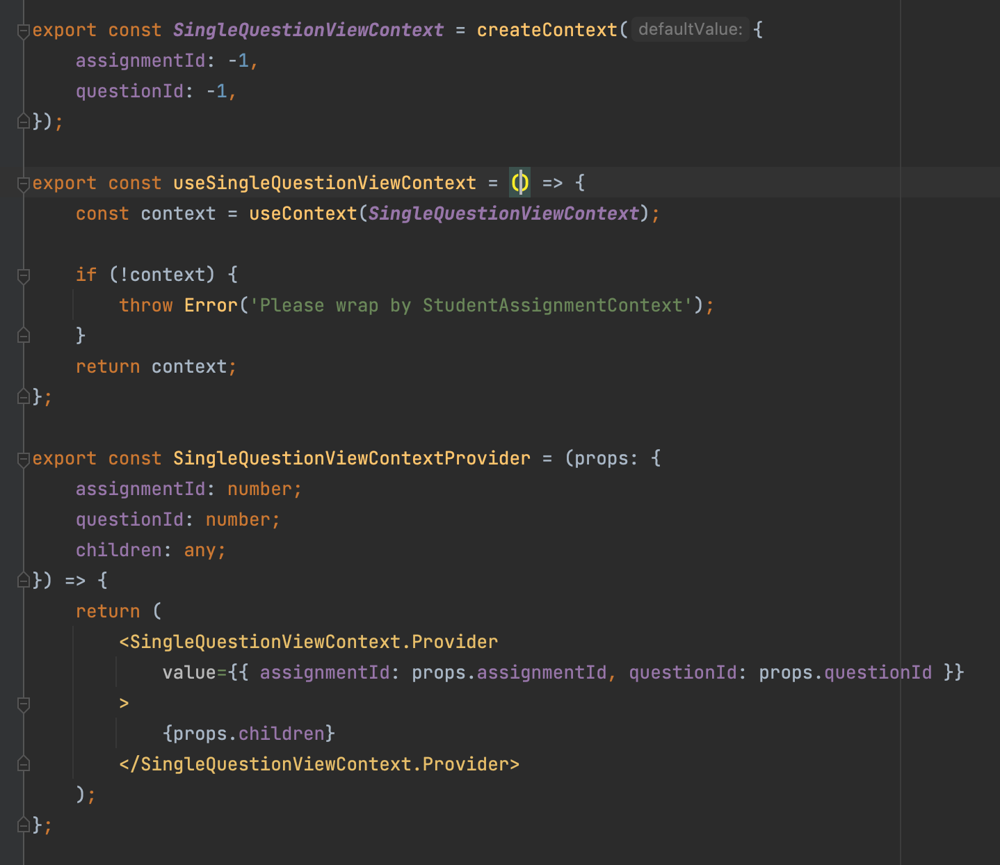 export const SingleQuestionViewContext = createContext( defaultValue: {
    assignmentId: -1,
    questionId: -1,
});

export const useSingleQuestionViewContext = () => {
    const context = useContext(SingleQuestionViewContext);

    if (!context) {
        throw Error('Please wrap by StudentAssignmentContext');
    }
    return context;
};

export const SingleQuestionViewContextProvider = (props: {
    assignmentId: number;
    questionId: number;
    children: any;
}) => {
    return (
        <SingleQuestionViewContext.Provider
            value={{ assignmentId: props.assignmentId, questionId: props.questionId }}
        >
            {props.children}
        </SingleQuestionViewContext.Provider>
    );
};